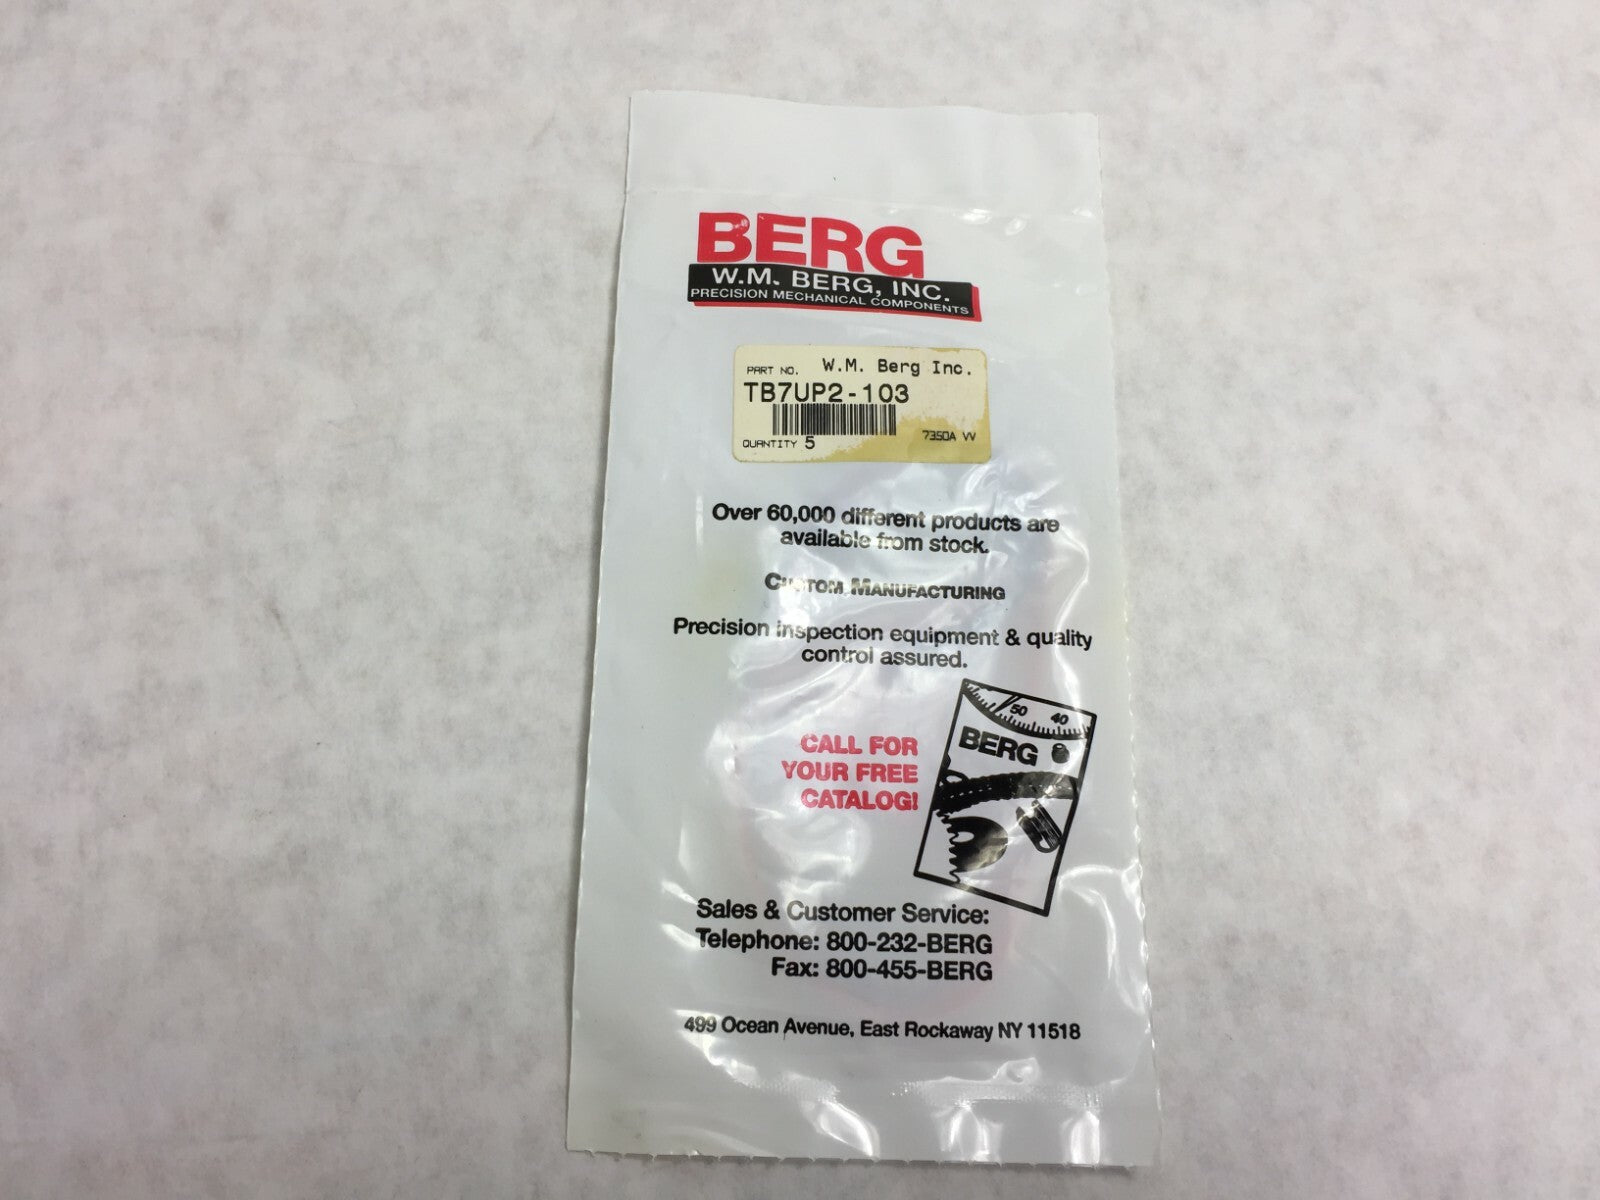 BERG
W.M. BERG, INC.
PRECISION MECHANICAL COMPONENTS
PART NO. W.M. Berg Inc.
TB7UP2-103
QUANTITY 5 7350A VV
Over 60,000 different products are
available from stock.
CUSTOM MANUFACTURING
Precision inspection equipment & quality
control assured.
CALL FOR
YOUR FREE
CATALOG!
50 40
BERG
Sales & Customer Service:
Telephone: 800-232-BERG
Fax: 800-455-BERG
499 Ocean Avenue, East Rockaway NY 11518